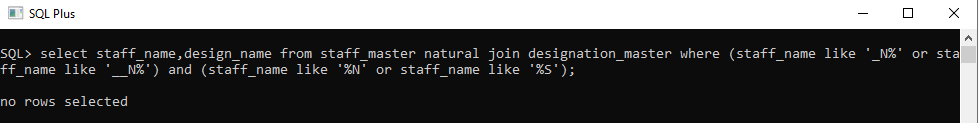 SQL Plus
SQL> select staff_name,design_name from staff_master natural join designation_master where (staff_name like '_N%' or sta
ff_name like '__N%') and (staff_name like '%N' or staff_name like '%S');
no rows selected